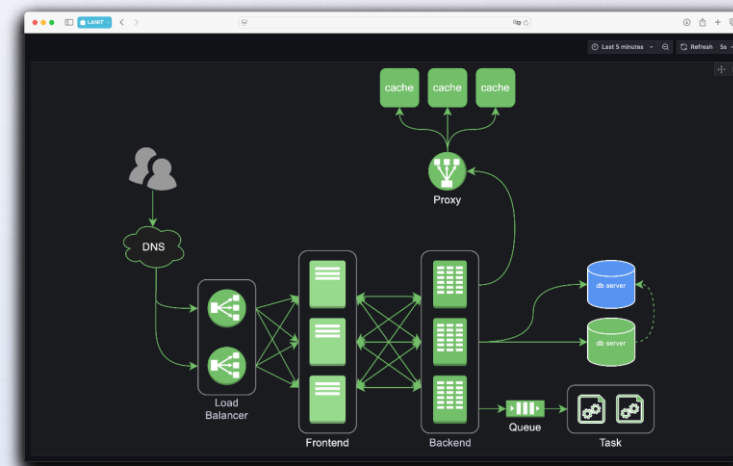 LANIT
Last 5 minutes
Refresh 5s
cache
cache
cache
Proxy
DNS
db server
db server
Load
Balancer
Frontend
Backend
Queue
Task